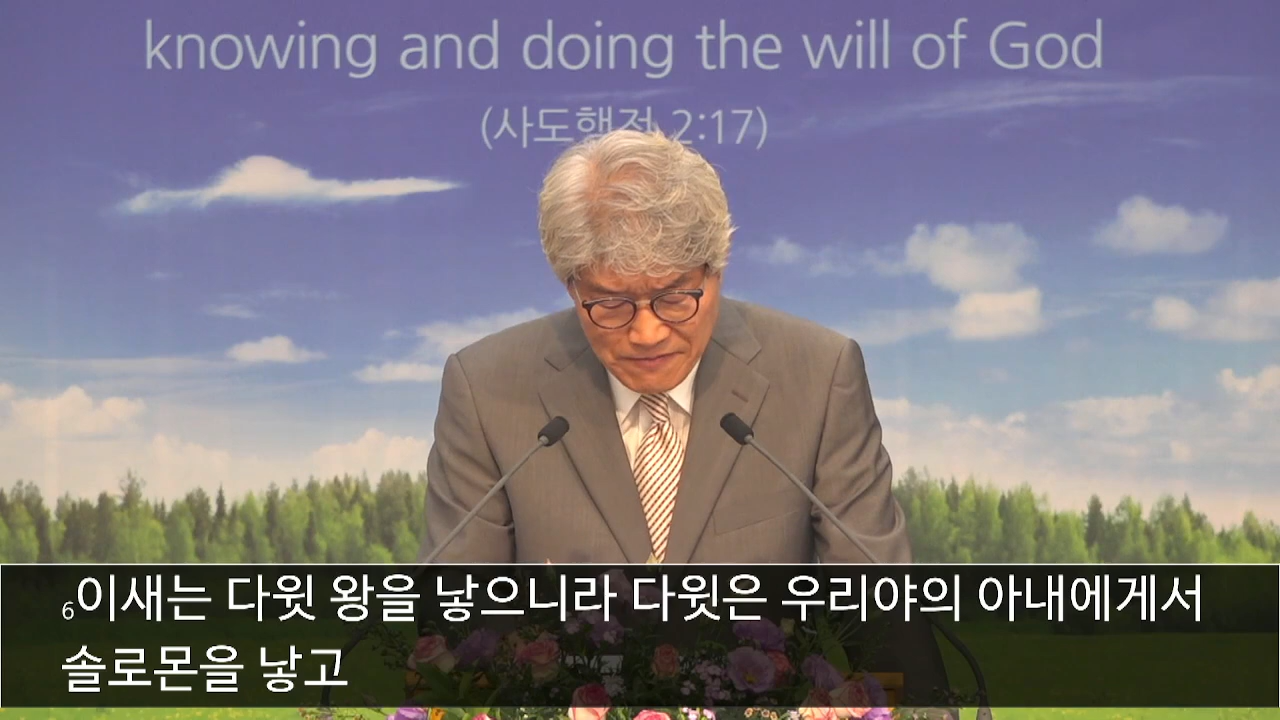 knowing and doing the will of God
(사도행전 2:17)
6이새는 다윗 왕을 낳으니라 다윗은 우리야의 아내에게서
솔로몬을 낳고